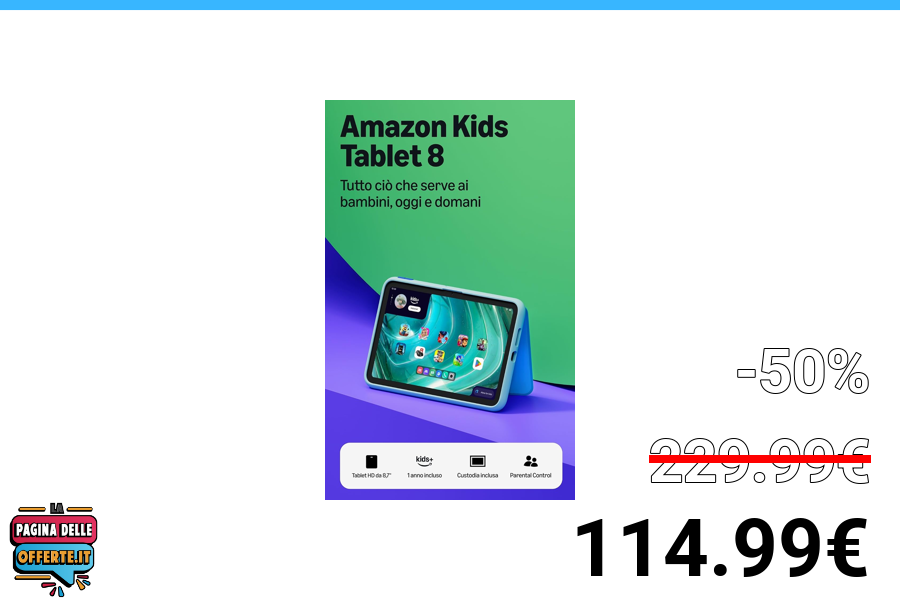 Amazon Kids
Tablet 8
Tutto ciò che serve ai
bambini, oggi e domani
kids+
kids+
Tablet HD da 8,7"
1 anno incluso
Custodia inclusa
Parental Control
-50%
229.99€
114.99€
LA
PAGINA DELLE
OFFERTE.IT